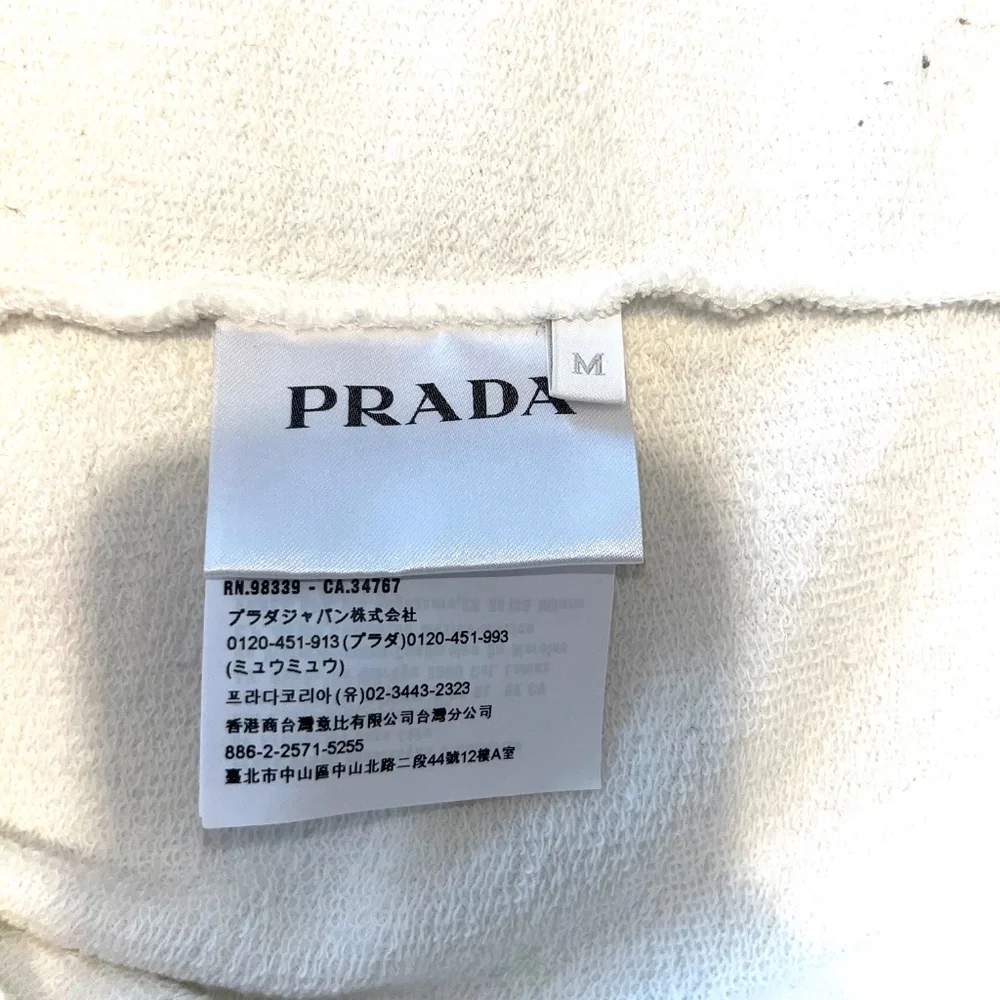 PRADA
M
RN.98339 - CA.34767
プラダジャパン株式会社
0120-451-913(プラダ)0120-451-993
(ミュウミュウ)
프라다코리아(유)02-3443-2323
香港商台灣意比有限公司台灣分公司
886-2-2571-5255
臺北市中山區中山北路二段44號12樓A室